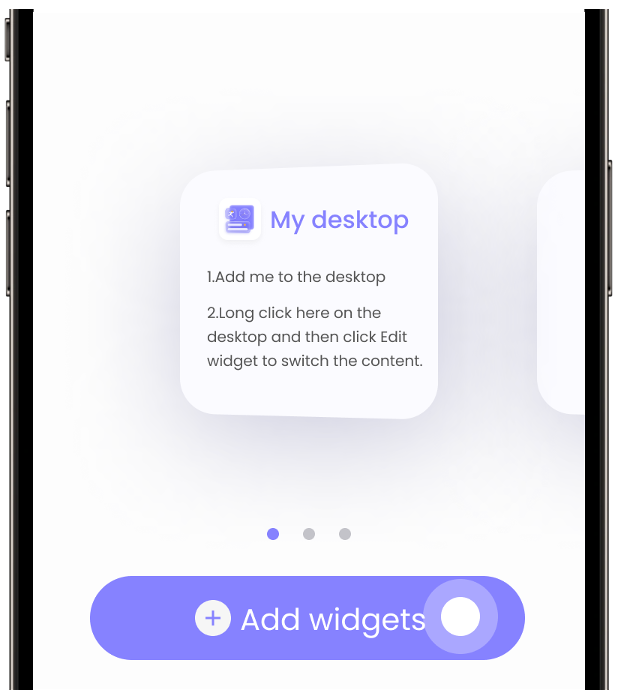 My desktop
1.Add me to the desktop
2.Long click here on the
desktop and then click Edit
widget to switch the content.
Add widgets